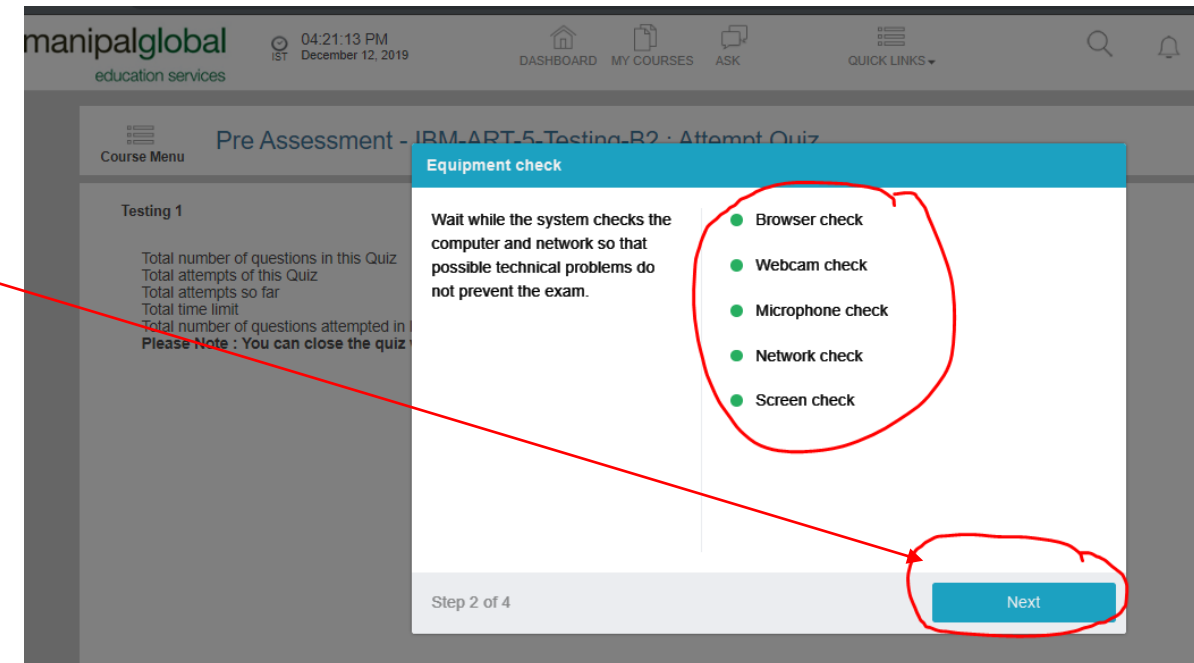 manipalglobal
education services
IST
04:21:13 PM
December 12, 2019
DASHBOARD
MY COURSES
ASK
QUICK LINKS
Course Menu
Pre Assessment - IBM-ART-5-Testing-B2 : Attempt Quiz
Testing 1
Total number of questions in this Quiz
Total attempts of this Quiz
Total attempts so far
Total time limit
Total number of questions attempted in
Please Note : You can close the quiz
Equipment check
Wait while the system checks the
computer and network so that
possible technical problems do
not prevent the exam.
Browser check
Webcam check
Microphone check
Network check
Screen check
Step 2 of 4
Next